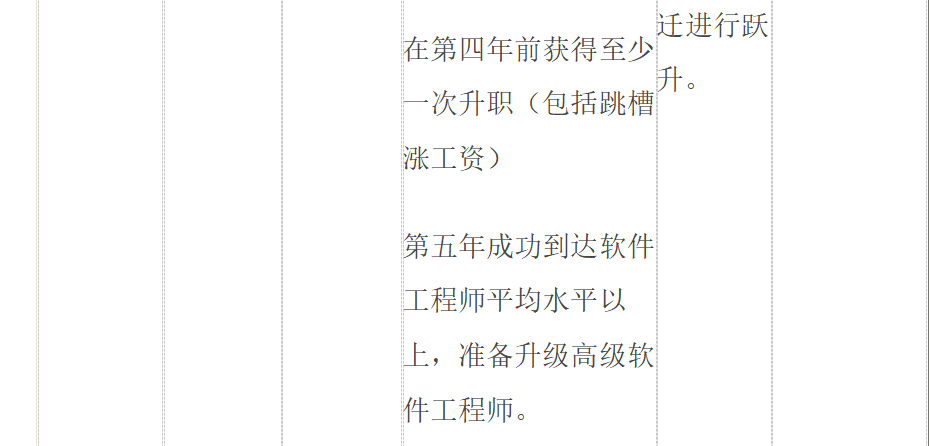 在第四年前获得至少
一次升职（包括跳槽
涨工资）
第五年成功到达软件
工程师平均水平以
上，准备升级高级软
件工程师。
迁进行跃
升。